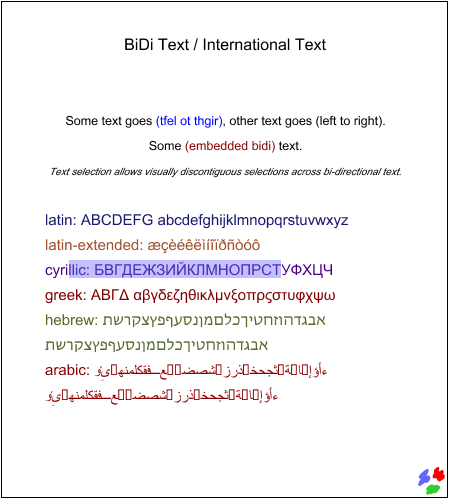 BiDi Text / International Text
Some text goes (tfel ot thgir), other text goes (left to right).
Some (embedded bidi) text.
Text selection allows visually discontiguous selections across bi-directional text.
latin: ABCDEFG abcdefghijklmnopqrstuvwxyz
latin-extended: æçèéêëìíîïðñòóô
cyrillic: БВГДЕЖЗИЙКЛМНОПРСТУФХЦЧ
greek: ΑΒΓΔ αβγδεζηθικλμνξοπρςστυφχψω
hebrew: אבגדהוזחטיךכלםמןנסעףפץצקרשת
אבגדהוזחטיךכלםמןנסעףפץצקרשת
arabic: